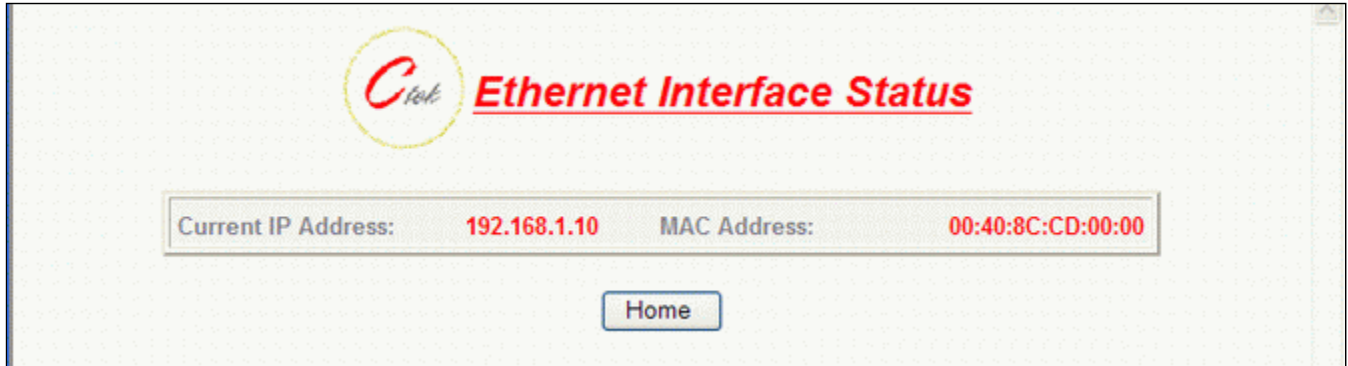 Ctek Ethernet Interface Status
Current IP Address: 192.168.1.10 MAC Address: 00:40:8C:CD:00:00
Home